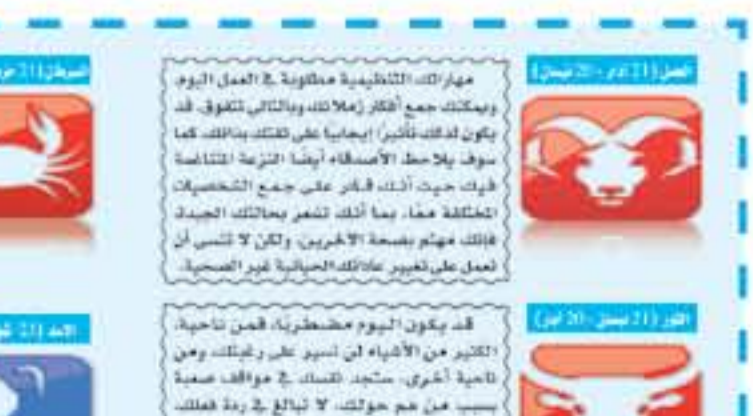 الحمل (21 آذار - 20 نيسان)
مهاراتك التنظيمية مطلوبة في العمل اليوم.
ويمكنك جمع أفكار زملائك وبالتالي تتفوق. قد
يكون لذلك تأثيرا إيجابيا على ثقتك بذاتك. كما
سوف يلاحظ الأصدقاء أيضا النزعة المتناغمة
فيك حيث أنك قادر على جمع الشخصيات
المختلفة معا. بما أنك تشعر بحالتك الجيدة.
فإنك مهتم بصحة الآخرين. ولكن لا تنسى أن
تعمل على تغيير عاداتك الحياتية غير الصحية.
الثور (21 نيسان - 20 أيار)
قد يكون اليوم مضطربا. فمن ناحية.
الكثير من الأشياء لن تسير على رغبتك. ومن
ناحية أخرى. ستجد نفسك في مواقف صعبة
بسبب من هم حولك. لا تبالغ في ردة فعلك.
السرطان (21
الأسد (23